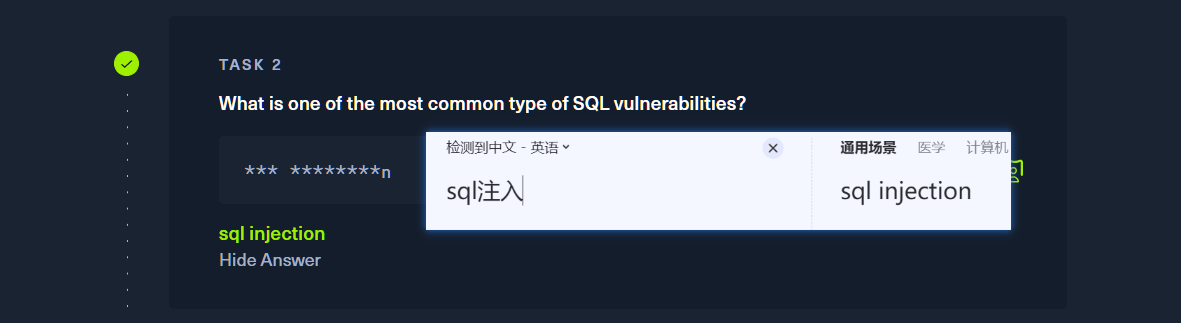 TASK 2
What is one of the most common type of SQL vulnerabilities?
*** ********n
检测到中文 - 英语
通用场景 医学 计算机
sql注入
sql injection
sql injection
Hide Answer